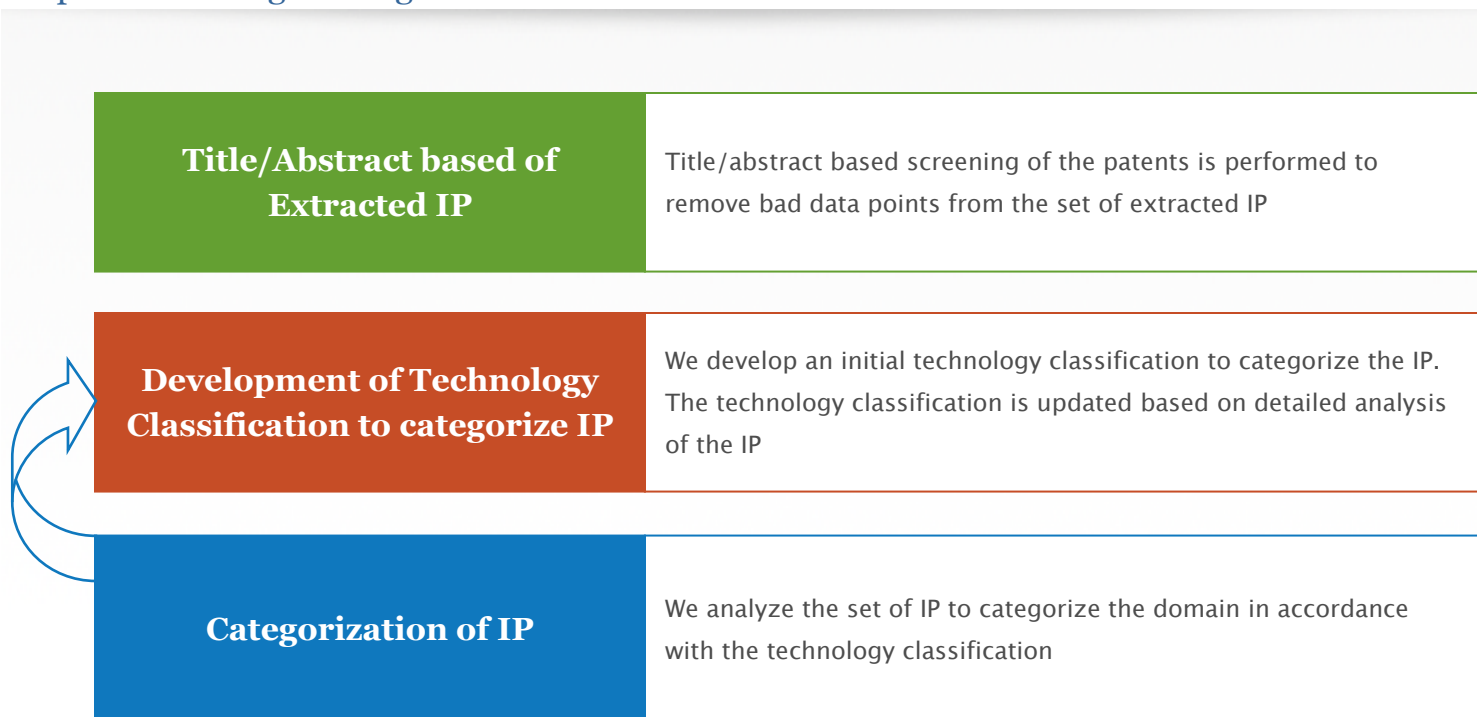 Title/Abstract based of
Extracted IP
Title/abstract based screening of the patents is performed to
remove bad data points from the set of extracted IP
Development of Technology
Classification to categorize IP
We develop an initial technology classification to categorize the IP.
The technology classification is updated based on detailed analysis
of the IP
Categorization of IP
We analyze the set of IP to categorize the domain in accordance
with the technology classification